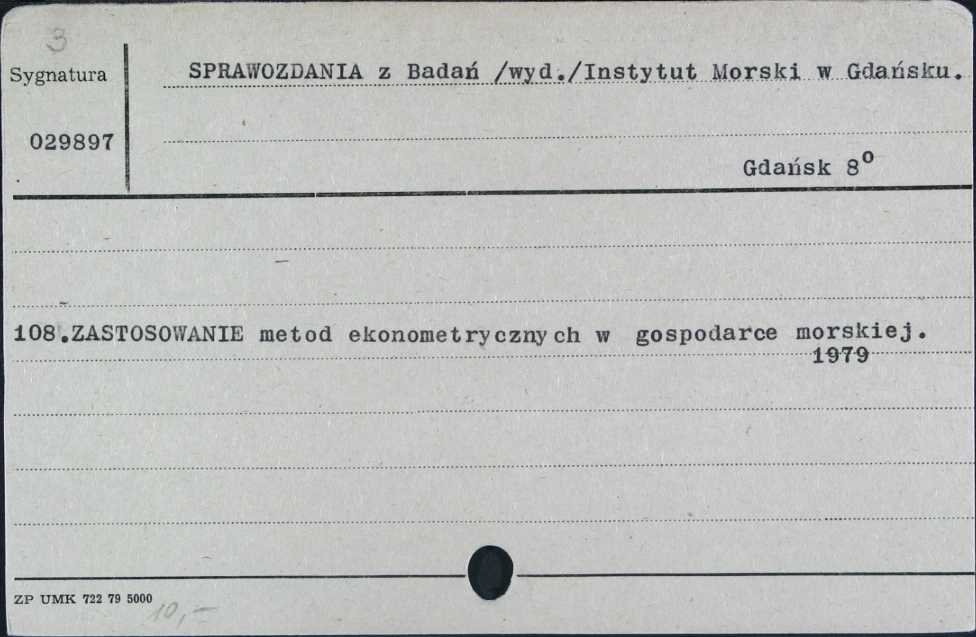 3
Sygnatura
SPRAWOZDANIA z Badań /wyd./Instytut Morski w Gdańsku.
029897
Gdańsk 8º
108.ZASTOSOWANIE metod ekonometrycznych w gospodarce morskiej.
1979
ZP UMK 722 79 5000
10,-